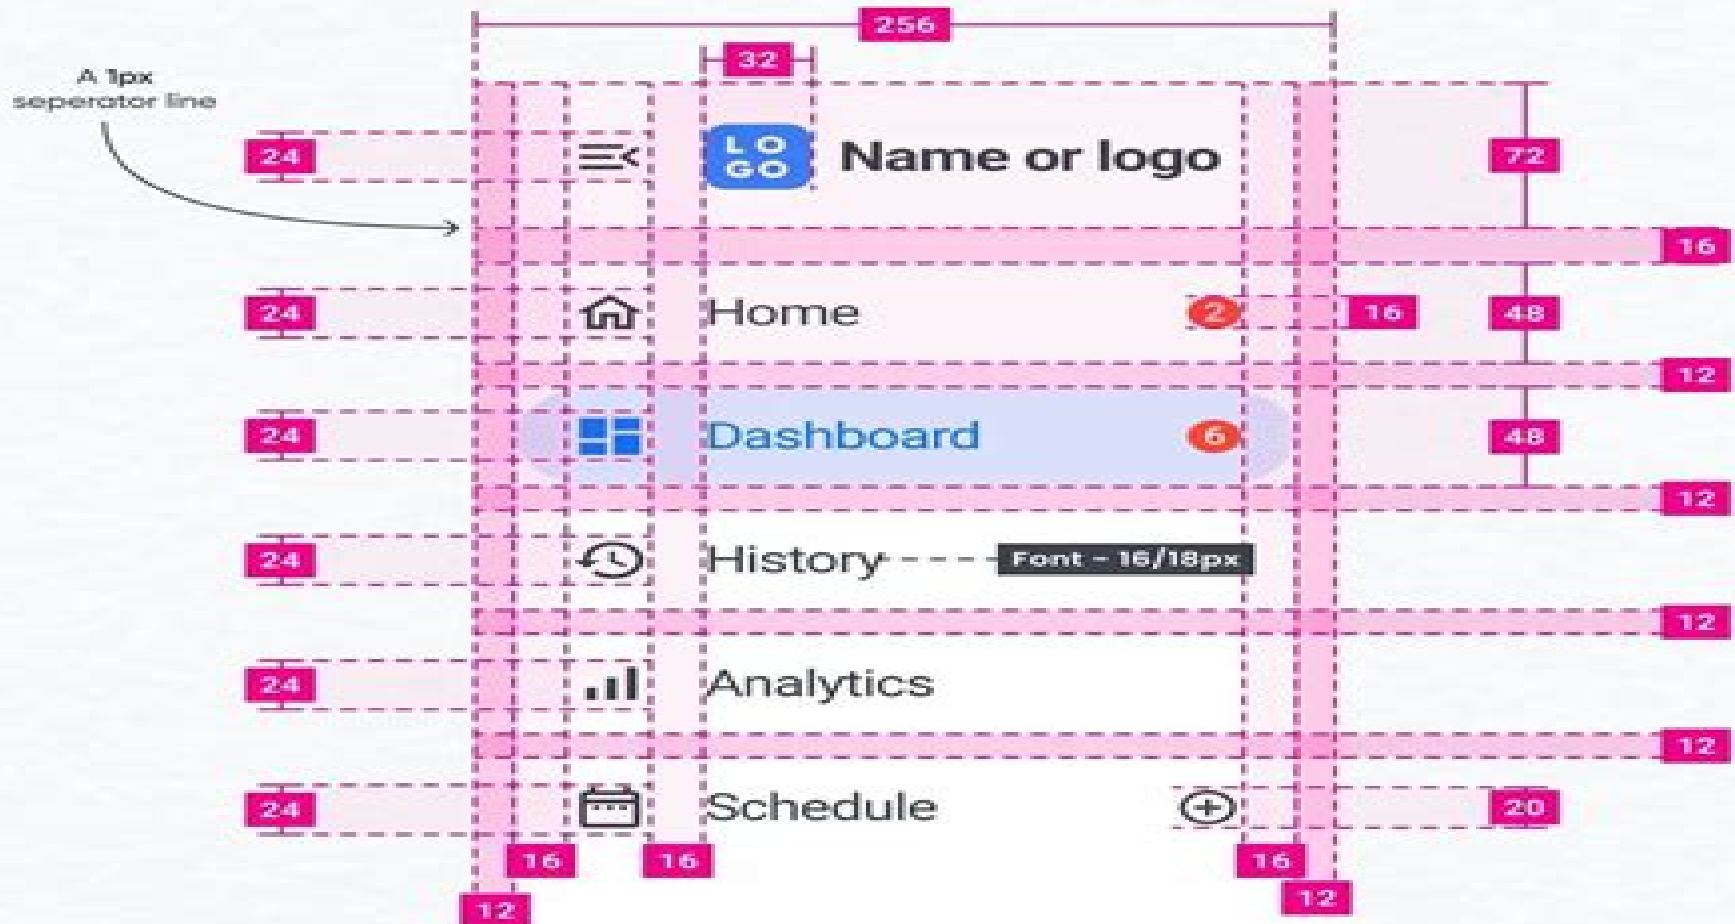 256
32
A 1px
seperator line
24
LO
GO
Name or logo
72
16
24
Home
2
16
48
12
24
Dashboard
6
48
12
24
History
Font - 16/18px
12
24
Analytics
12
24
Schedule
20
16
16
16
12
12